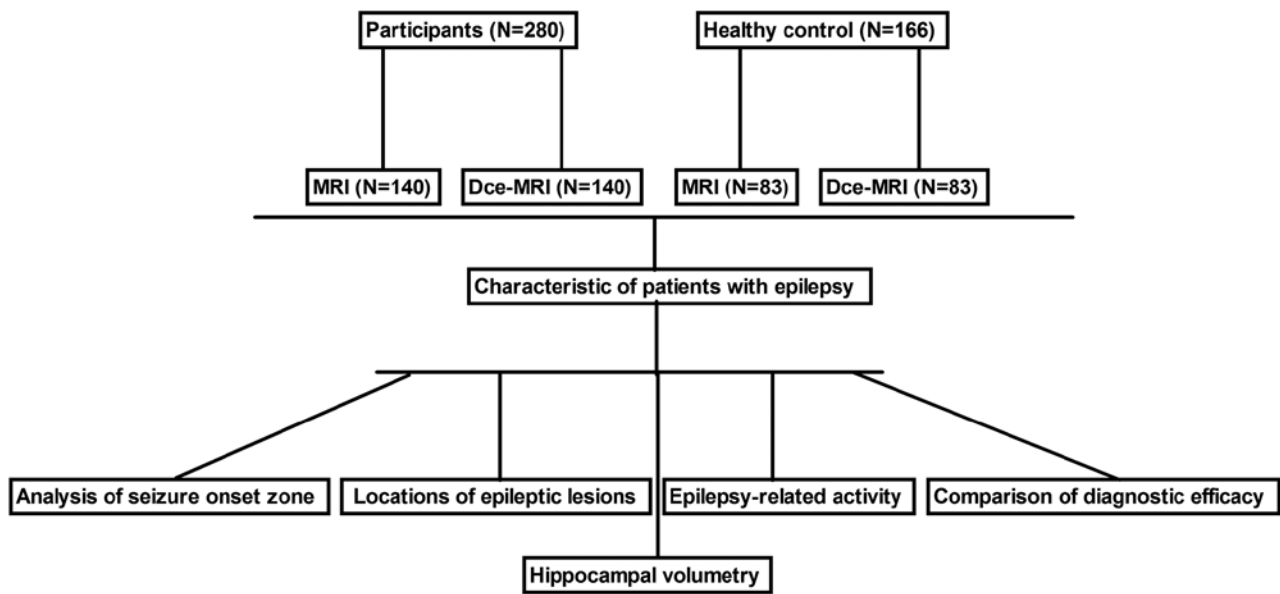 Participants (N=280)
Healthy control (N=166)
MRI (N=140)
Dce-MRI (N=140)
MRI (N=83)
Dce-MRI (N=83)
Characteristic of patients with epilepsy
Analysis of seizure onset zone
Locations of epileptic lesions
Epilepsy-related activity
Comparison of diagnostic efficacy
Hippocampal volumetry